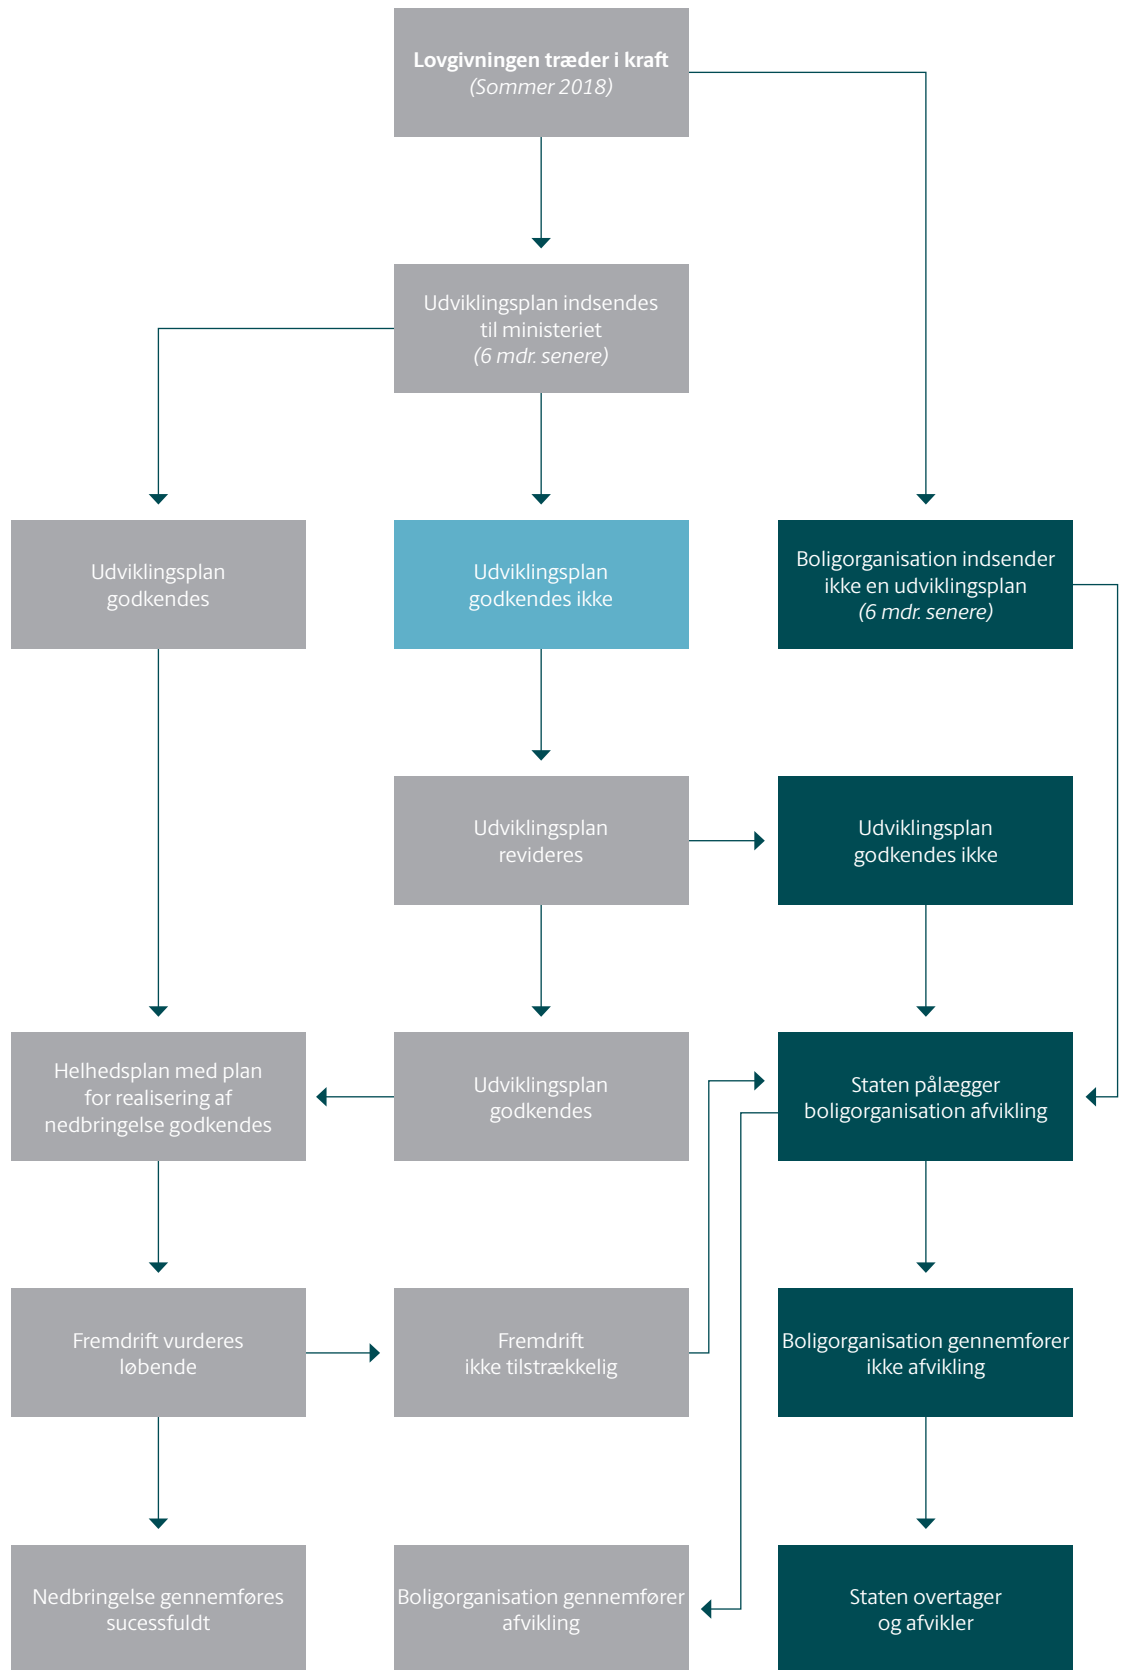 Lovgivningen træder i kraft
(Sommer 2018)
Udviklingsplan indsendes
til ministeriet
(6 mdr. senere)
Udviklingsplan
godkendes
Udviklingsplan
godkendes ikke
Boligorganisation indsender
ikke en udviklingsplan
(6 mdr. senere)
Udviklingsplan
revideres
Udviklingsplan
godkendes ikke
Helhedsplan med plan
for realisering af
nedbringelse godkendes
Udviklingsplan
godkendes
Staten pålægger
boligorganisation afvikling
Fremdrift vurderes
løbende
Fremdrift
ikke tilstrækkelig
Boligorganisation gennemfører
ikke afvikling
Nedbringelse gennemføres
sucessfuldt
Boligorganisation gennemfører
afvikling
Staten overtager
og afvikler